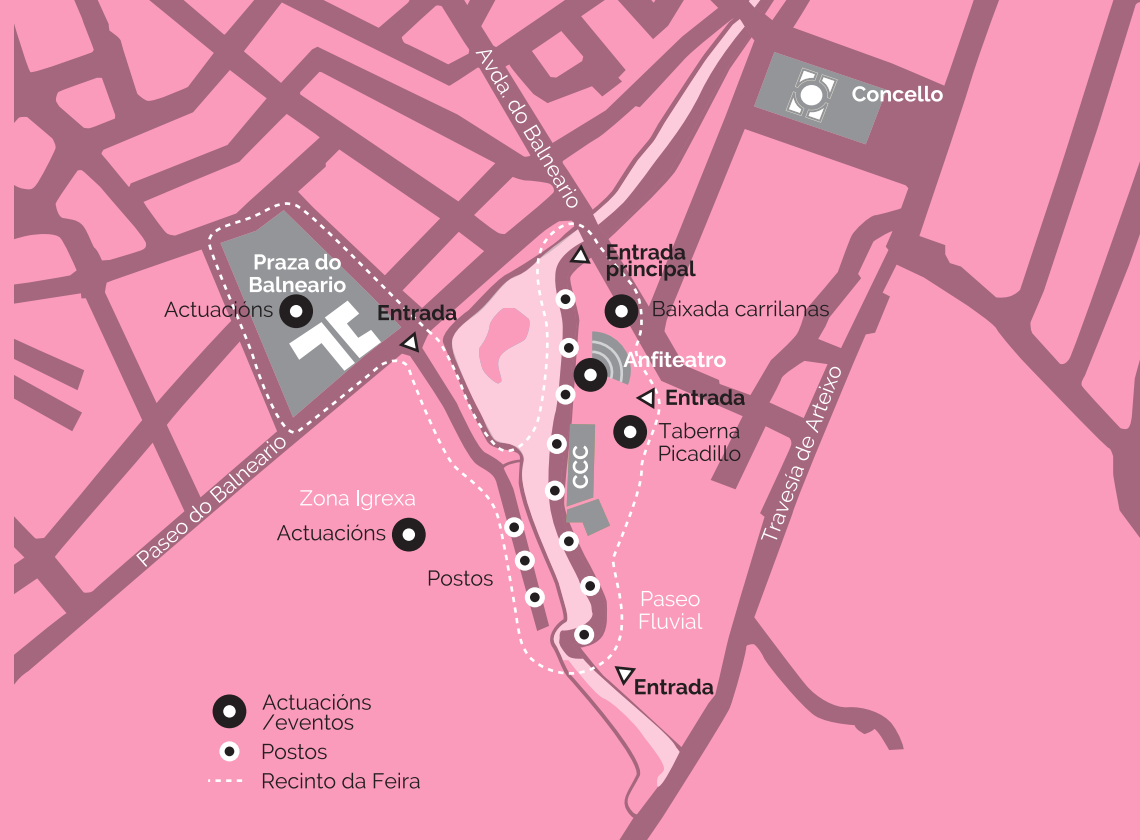 Avda. do Balneario
Concello
Entrada
principal
Praza do
Balneario
Actuacións
Entrada
Baixada carrilanas
Anfiteatro
Entrada
Taberna
Picadillo
CCC
Travesía de Arteixo
Paseo do Balneario
Zona Igrexa
Actuacións
Postos
Paseo
Fluvial
Entrada
Actuacións
/eventos
Postos
Recinto da Feira